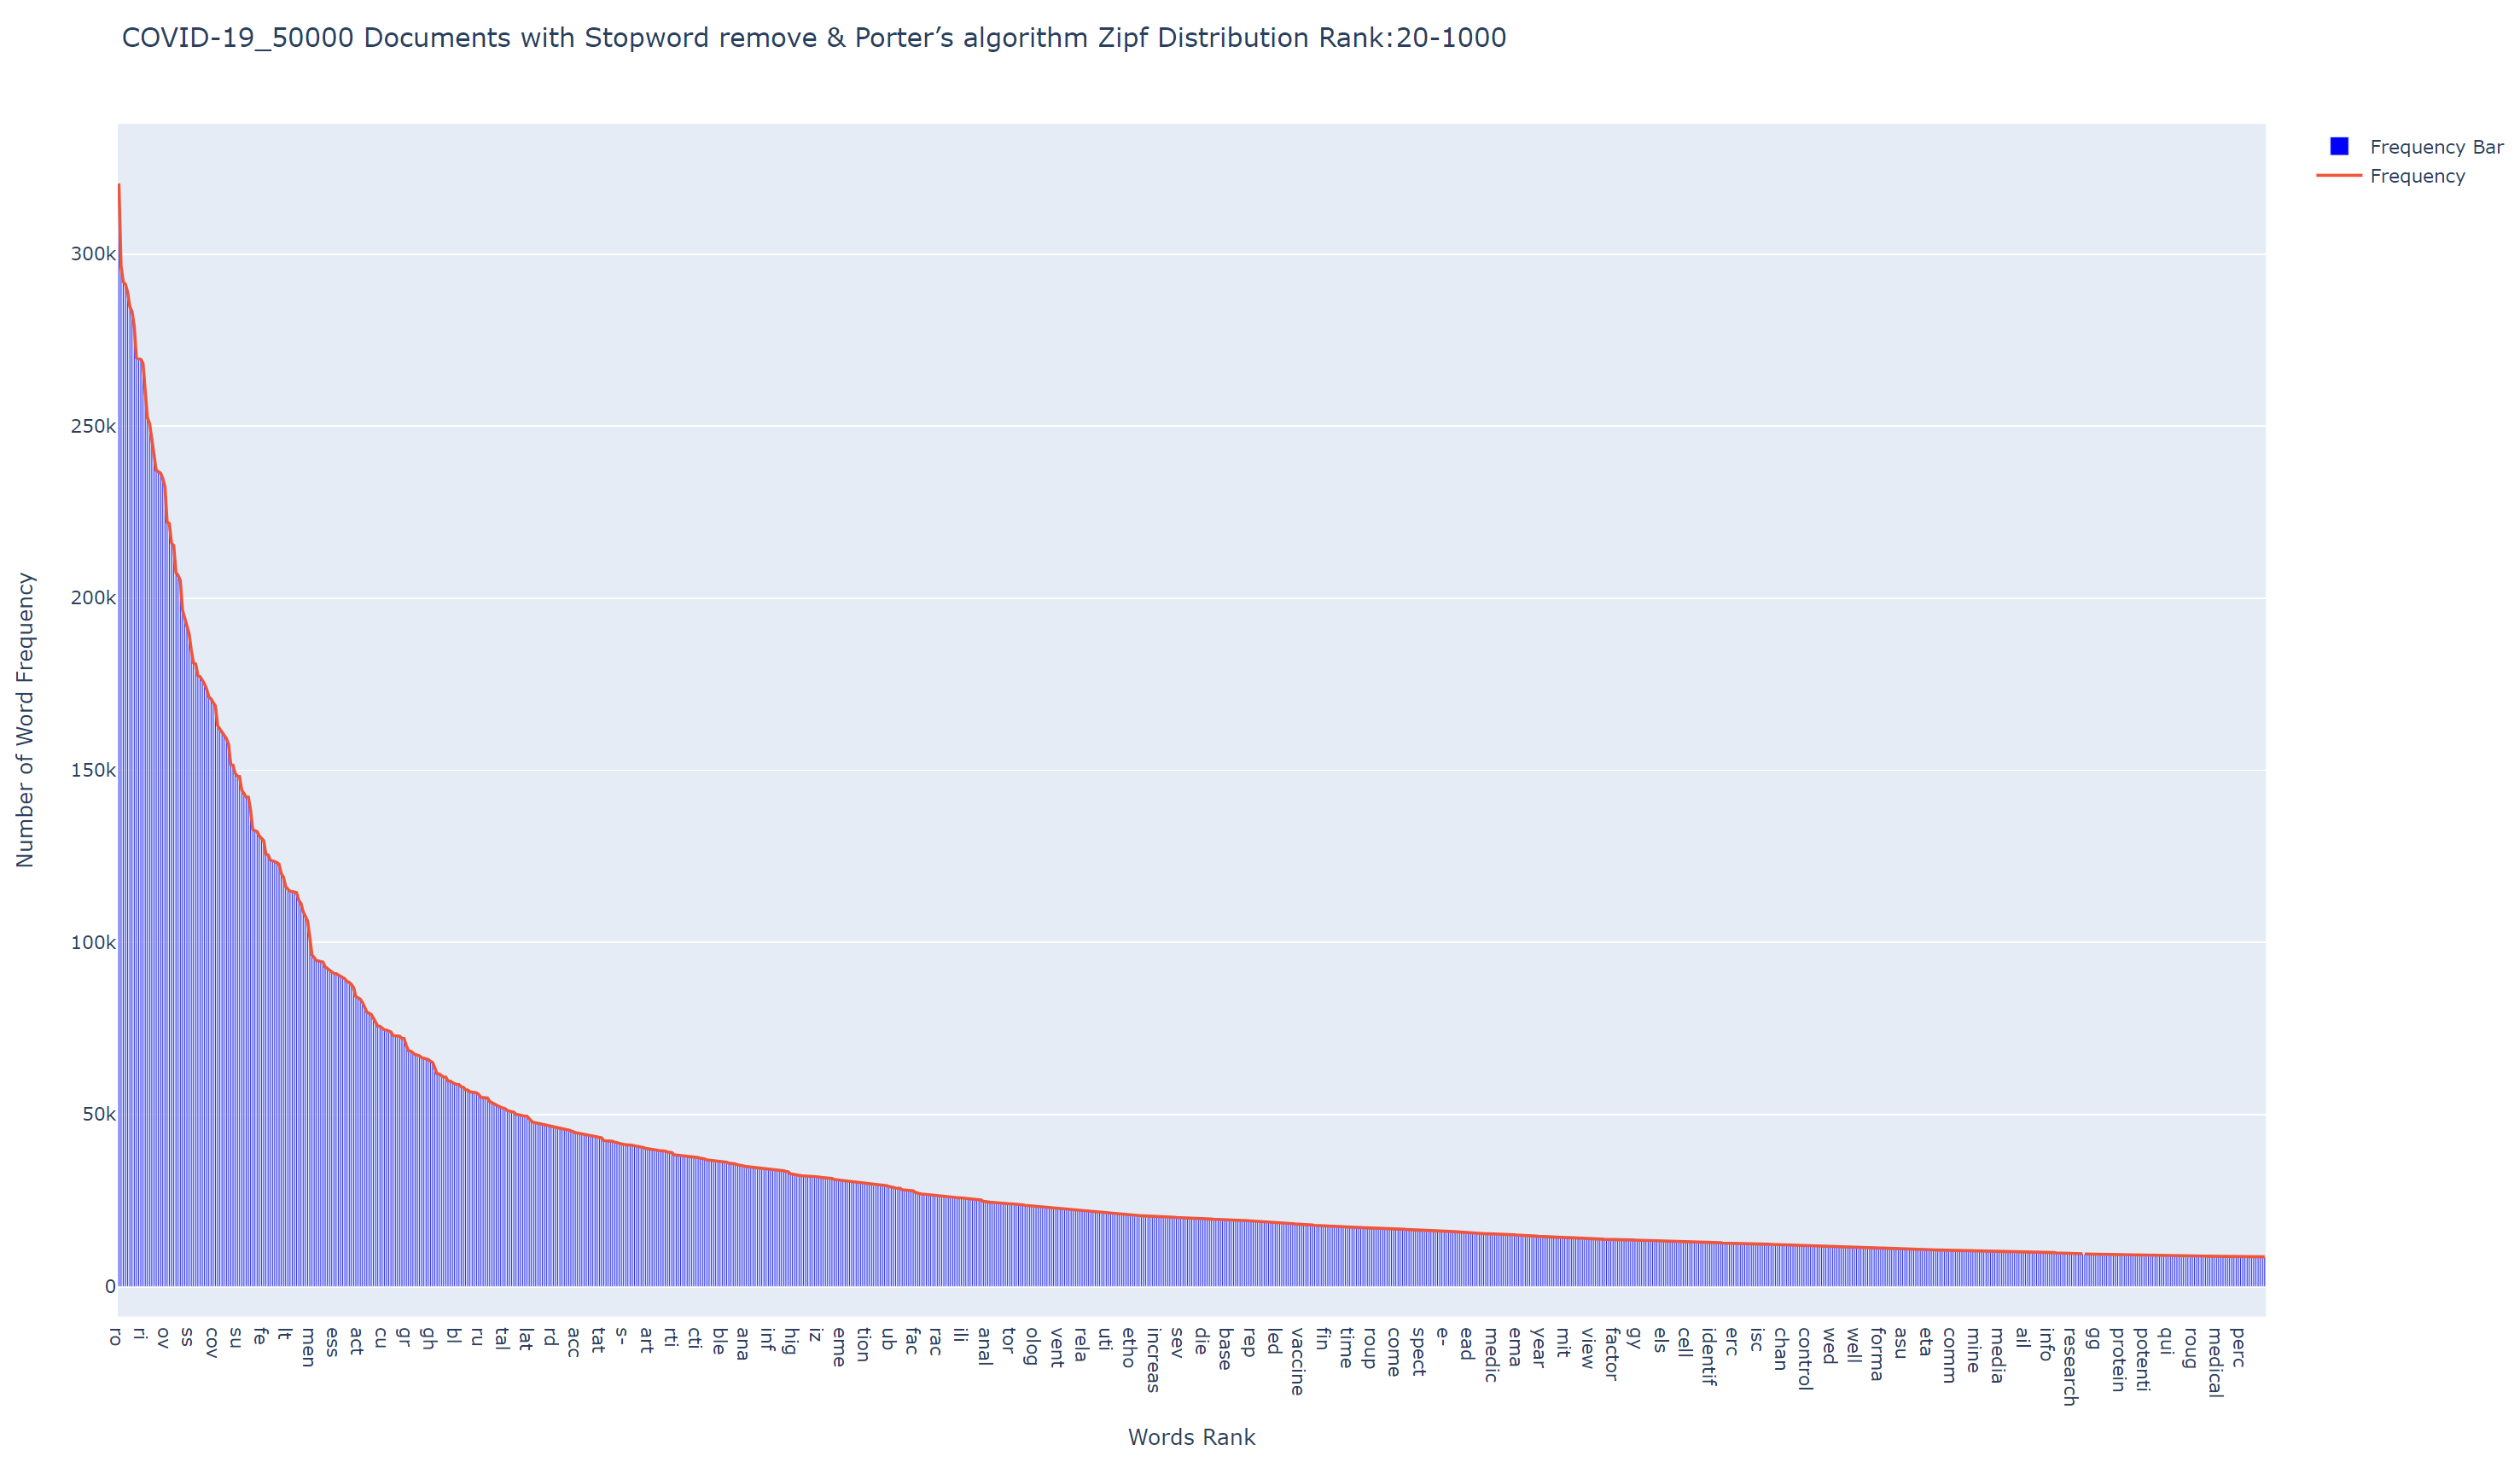 COVID-19_50000 Documents with Stopword remove & Porter’s algorithm Zipf Distribution Rank:20-1000
Frequency Bar
Frequency
Number of Word Frequency
300k
250k
200k
150k
100k
50k
0
ro
ri
ov
ss
cov
su
fe
lt
men
ess
act
cu
gr
gh
bl
ru
tal
lat
rd
acc
tat
s-
art
rti
cti
ble
ana
inf
hig
iz
eme
tion
ub
fac
rac
ili
anal
tor
olog
vent
rela
uti
etho
increas
sev
die
base
rep
led
vaccine
fin
time
roup
come
spect
e-
ead
medic
ema
year
mit
view
factor
gy
els
cell
identif
erc
isc
chan
control
wed
well
forma
asu
eta
comm
mine
media
ail
info
research
gg
protein
potenti
qui
roug
medical
perc
Words Rank